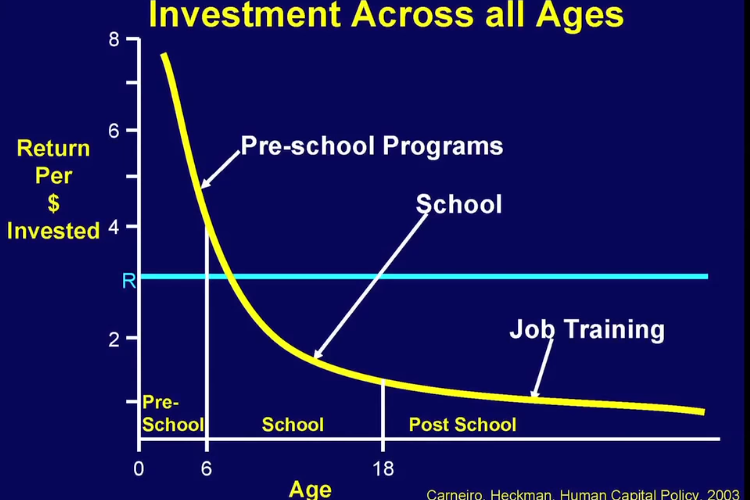 Investment Across all Ages
8
6
4
2
Return
Per
$
Invested
R
Pre-school Programs
School
Job Training
Pre-
School
School
Post School
0
6
18
Age
Carneiro, Heckman, Human Capital Policy, 2003